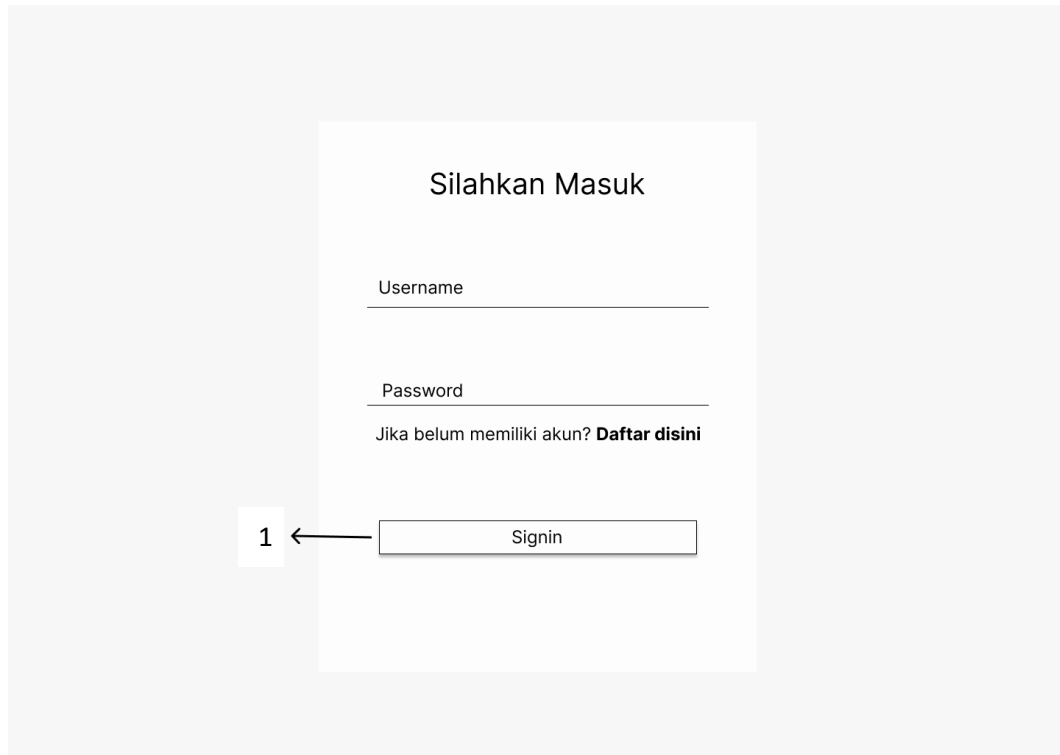 Silahkan Masuk
Username
Password
Jika belum memiliki akun? Daftar disini
1
Signin